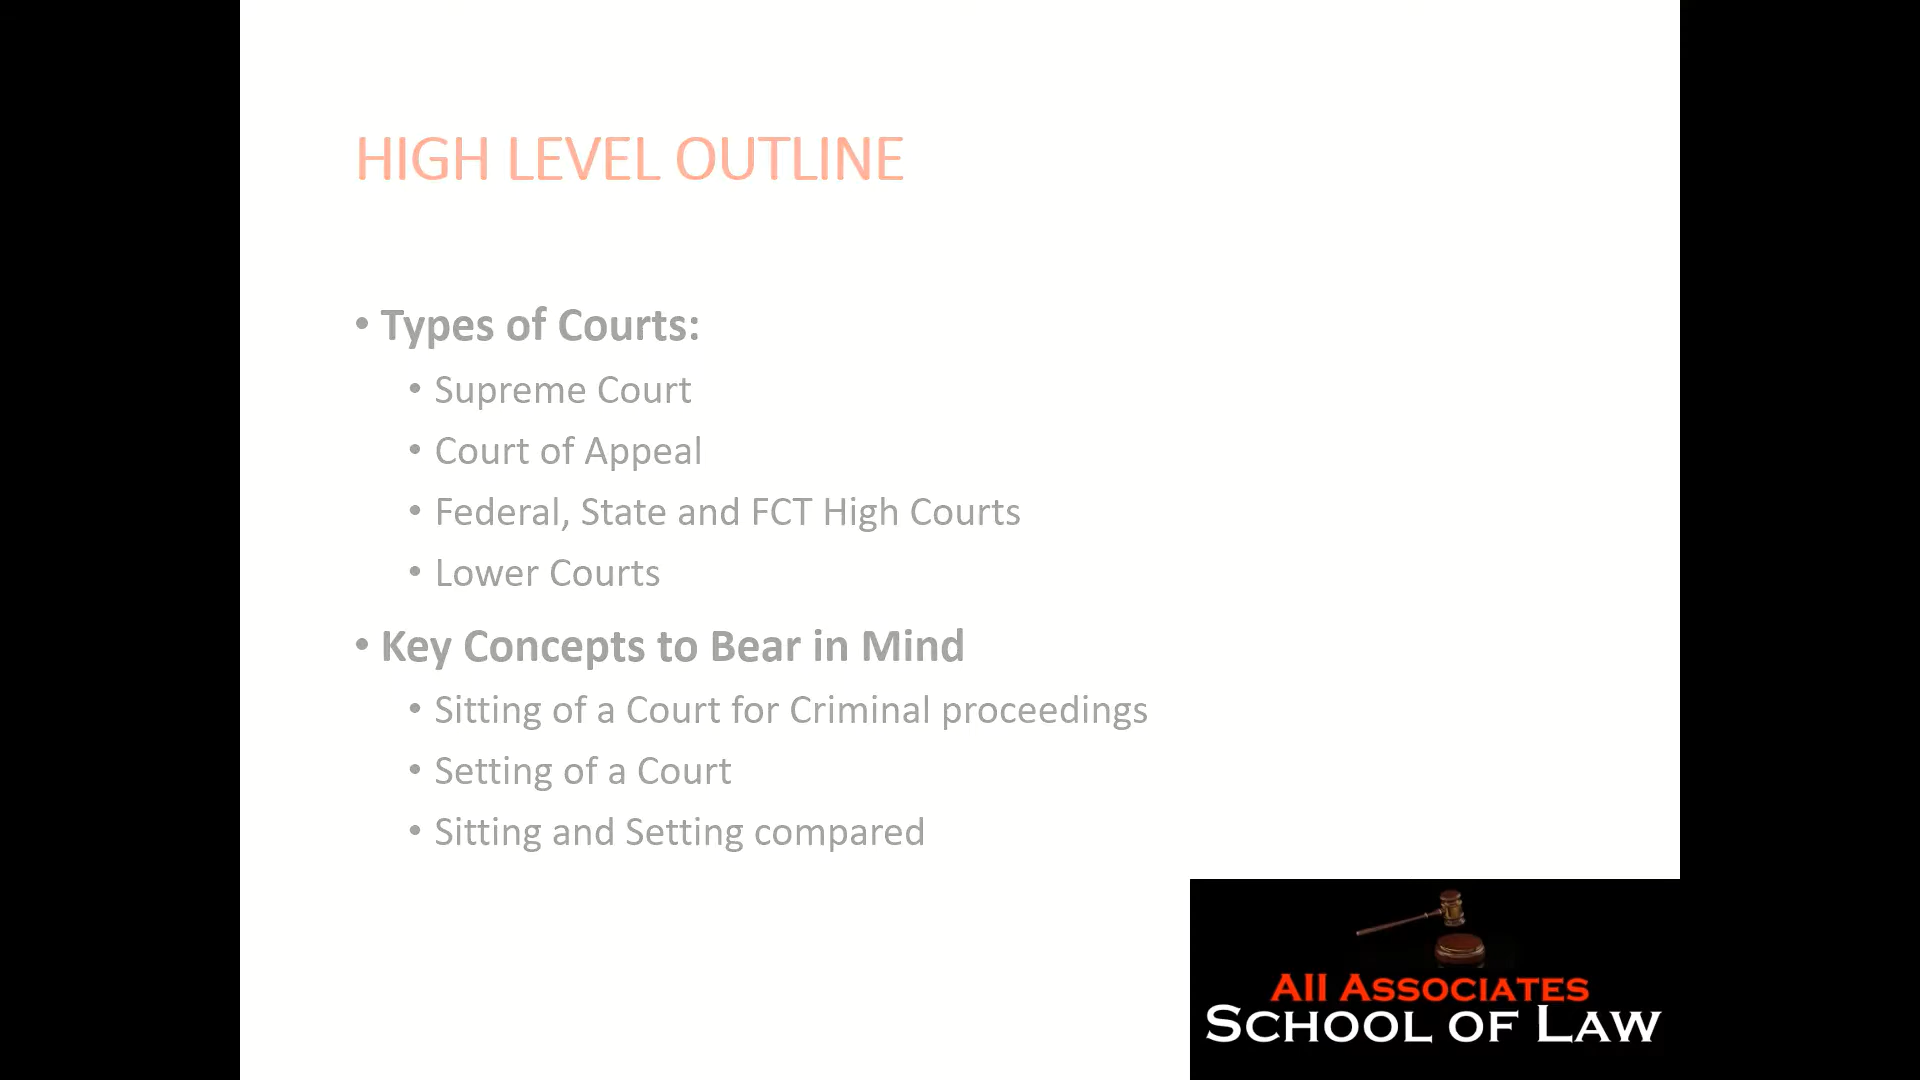 HIGH LEVEL OUTLINE
• Types of Courts:
• Supreme Court
• Court of Appeal
• Federal, State and FCT High Courts
• Lower Courts
• Key Concepts to Bear in Mind
• Sitting of a Court for Criminal proceedings
• Setting of a Court
• Sitting and Setting compared
All Associates
School of Law